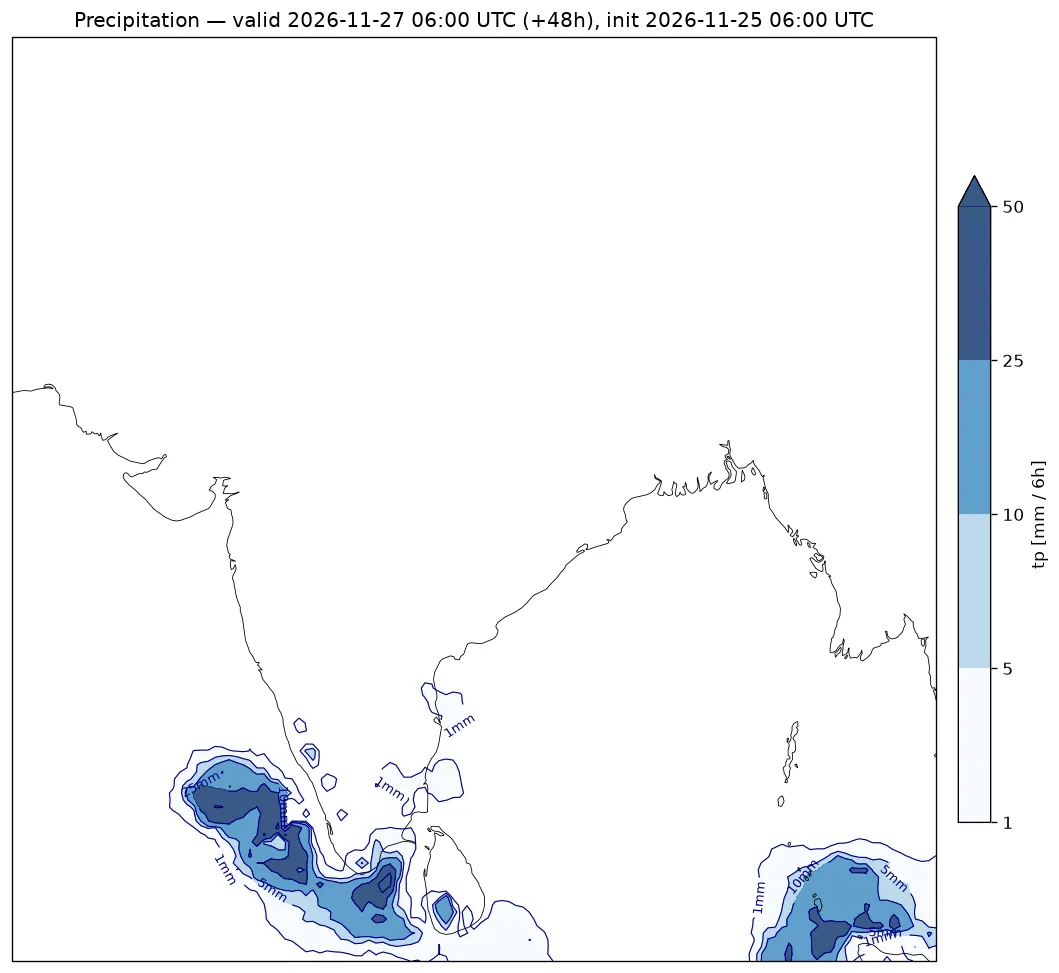 Precipitation — valid 2026-11-27 06:00 UTC (+48h), init 2026-11-25 06:00 UTC
50
25
10
5
1
tp [mm / 6h]
1mm
1mm
1mm
5mm
1mm
10mm
5mm
1mm